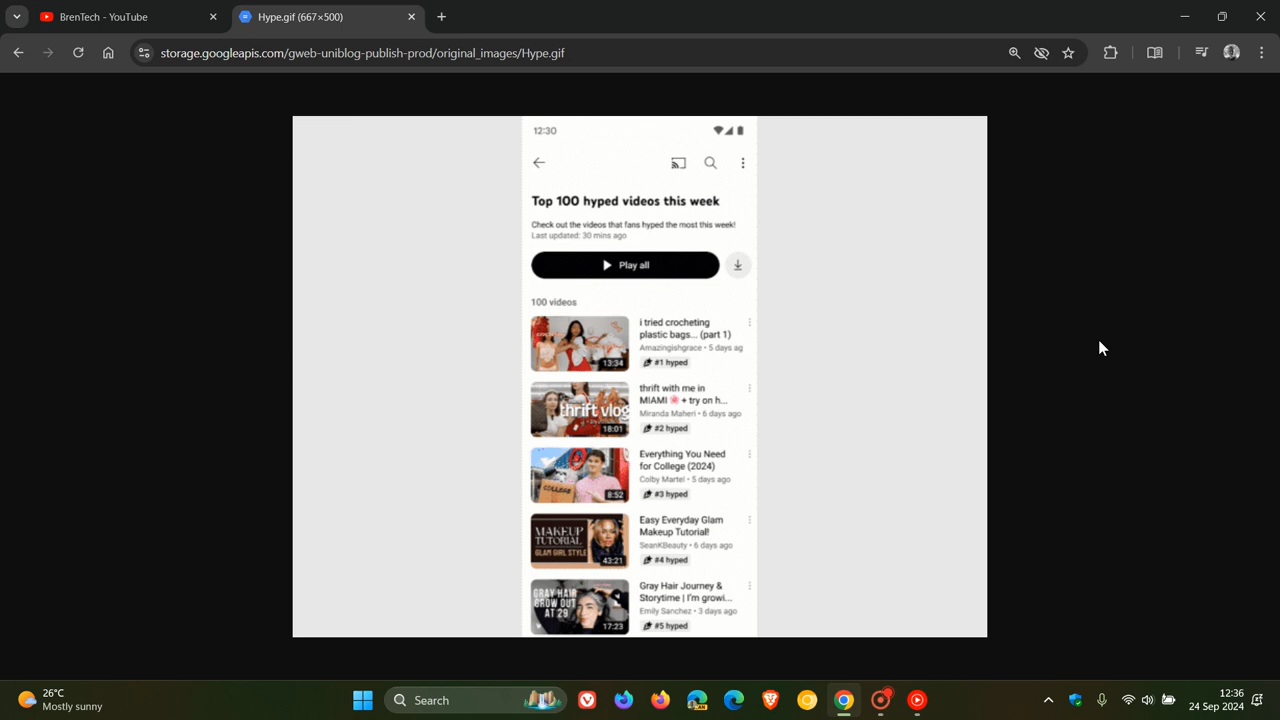 BrenTech - YouTube
Hype.gif (667×500)
storage.googleapis.com/gweb-uniblog-publish-prod/original_images/Hype.gif
12:30
Top 100 hyped videos this week
Check out the videos that fans hyped the most this week!
Last updated: 30 mins ago
Play all
100 videos
13:34
i tried crocheting
plastic bags... (part 1)
Amazingishgrace • 5 days ag
#1 hyped
thrift vlog
18:01
thrift with me in
MIAMI 🌺 + try on h...
Miranda Maheri • 6 days ago
#2 hyped
COLLEGE
8:52
Everything You Need
for College (2024)
Colby Martel • 5 days ago
#3 hyped
MAKEUP
TUTORIAL
GLAM GIRL STYLE
43:21
Easy Everyday Glam
Makeup Tutorial!
SeanKBeauty • 6 days ago
#4 hyped
GRAY HAIR
GROW OUT
AT 29
17:23
Gray Hair Journey &
Storytime | I'm growi...
Emily Sanchez • 3 days ago
#5 hyped
26°C
Mostly sunny
Search
12:36
24 Sep 2024